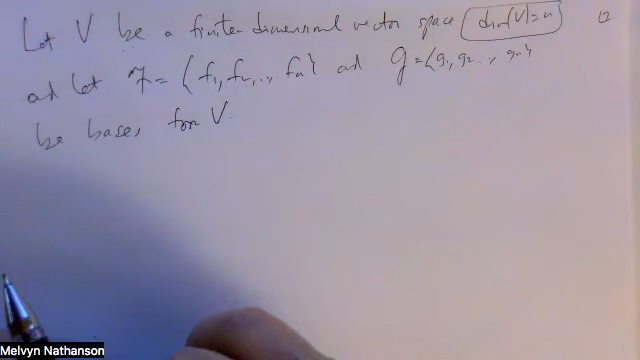 Let V be a finite dimensional vector space dim(V)=n
and let F = { f1, f2, .., fn } and G = { g1, g2 .., gn }
be bases for V.
Melvyn Nathanson